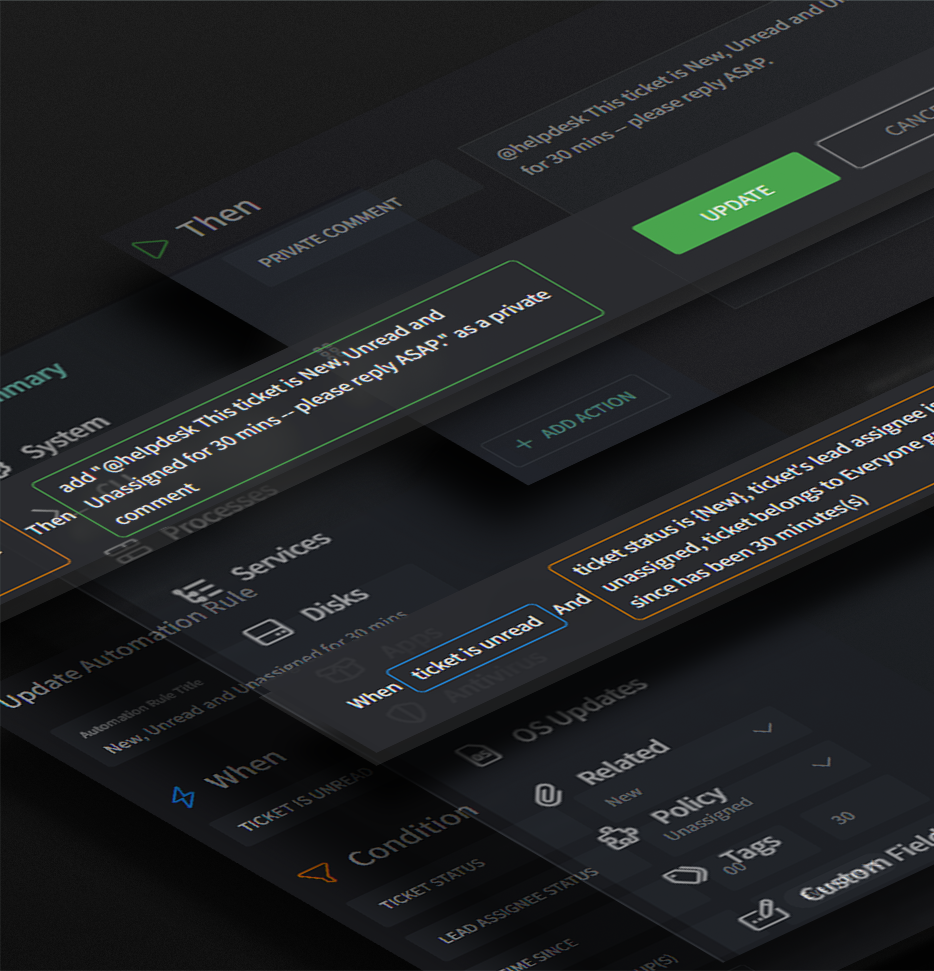 @helpdesk This ticket is New, Unread and
for 30 mins – please reply ASAP.
CANCE
UPDATE
Then
PRIVATE COMMENT
add "@helpdesk This ticket is New, Unread and
Unassigned for 30 mins – please reply ASAP." as a private
comment
Then
mmary
System
Processes
Services
Disks
Apps
Antivirus
OS Updates
Related
Policy
Tags
Custom Field
+ ADD ACTION
ticket status is {New}, ticket's lead assignee is
unassigned, ticket belongs to Everyone
since has been 30 minutes(s)
And
ticket is unread
When
Update Automation Rule
Automation Rule Title
New, Unread and Unassigned for 30 mins
When
TICKET IS UNREAD
Condition
TICKET STATUS
New
LEAD ASSIGNEE STATUS
Unassigned
TIME SINCE
30
00
UP(S)